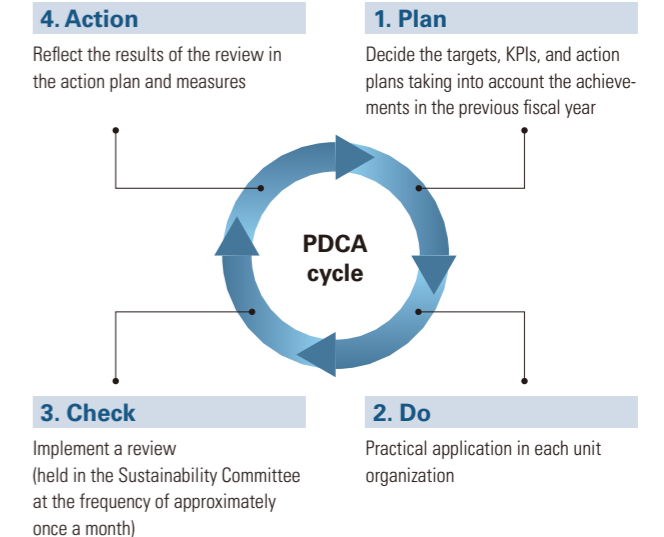 4. Action
Reflect the results of the review in
the action plan and measures
1. Plan
Decide the targets, KPIs, and action
plans taking into account the achieve-
ments in the previous fiscal year
PDCA
cycle
3. Check
Implement a review
(held in the Sustainability Committee
at the frequency of approximately
once a month)
2. Do
Practical application in each unit
organization